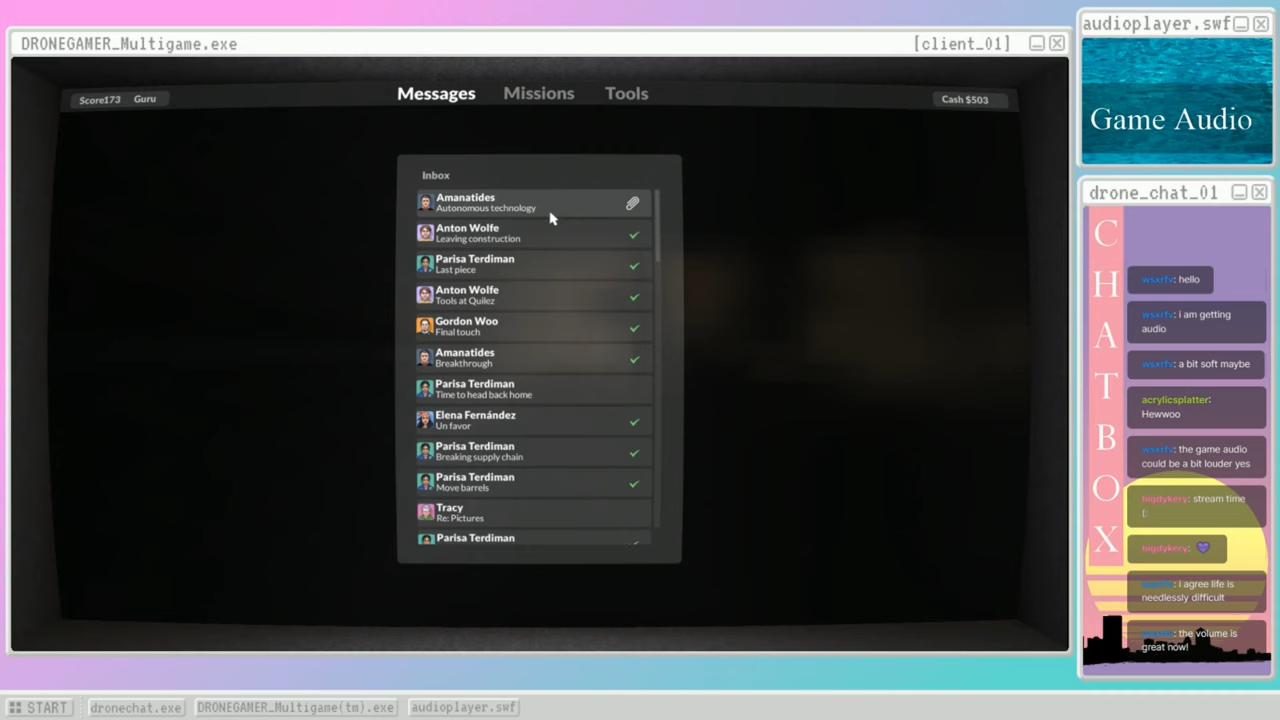 DRONEGAMER_Multigame.exe
[client_01]
Score173 Guru
Messages Missions Tools
Cash $503
Inbox
Amanatides
Autonomous technology
Anton Wolfe
Leaving construction
Parisa Terdiman
Last piece
Anton Wolfe
Tools at Quilez
Gordon Woo
Final touch
Amanatides
Breakthrough
Parisa Terdiman
Time to head back home
Elena Fernández
Un favor
Parisa Terdiman
Breaking supply chain
Parisa Terdiman
Move barrels
Tracy
Re: Pictures
Parisa Terdiman
audioplayer.swf
Game Audio
drone_chat_01
CHATBOX
wsxrfv: hello
wsxrfv: i am getting
audio
wsxrfv: a bit soft maybe
acrylicsplatter:
Hewwoo
wsxrfv: the game audio
could be a bit louder yes
bigdykery: stream time
(:
bigdykery: 💜
wsxrfv: i agree life is
needlessly difficult
wsxrfv: the volume is
great now!
START
dronechat.exe
DRONEGAMER_Multigame(tm).exe
audioplayer.swf